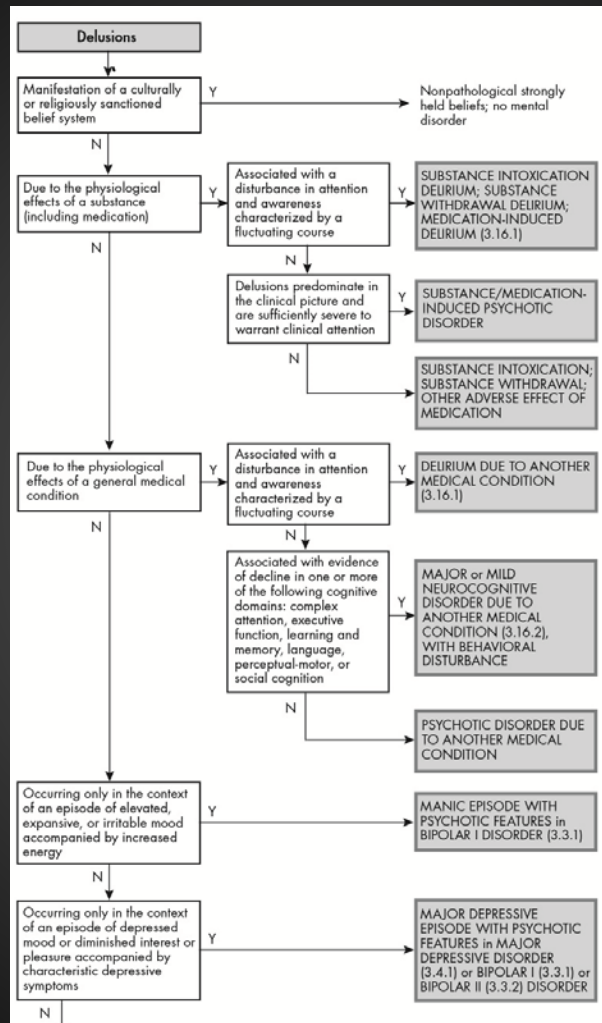 Delusions
Manifestation of a culturally
or religiously sanctioned
belief system
Y
Nonpathological strongly
held beliefs; no mental
disorder
N
Due to the physiological
effects of a substance
(including medication)
Y
Associated with a
disturbance in attention
and awareness
characterized by a
fluctuating course
Y
SUBSTANCE INTOXICATION
DELIRIUM; SUBSTANCE
WITHDRAWAL DELIRIUM;
MEDICATION-INDUCED
DELIRIUM (3.16.1)
N
N
Delusions predominate in
the clinical picture and
are sufficiently severe to
warrant clinical attention
Y
SUBSTANCE/MEDICATION-
INDUCED PSYCHOTIC
DISORDER
N
SUBSTANCE INTOXICATION;
SUBSTANCE WITHDRAWAL;
OTHER ADVERSE EFFECT OF
MEDICATION
Due to the physiological
effects of a general medical
condition
Y
Associated with a
disturbance in attention
and awareness
characterized by a
fluctuating course
Y
DELIRIUM DUE TO ANOTHER
MEDICAL CONDITION
(3.16.1)
N
N
Associated with evidence
of decline in one or more
of the following cognitive
domains: complex
attention, executive
function, learning and
memory, language,
perceptual-motor, or
social cognition
Y
MAJOR or MILD
NEUROCOGNITIVE
DISORDER DUE TO
ANOTHER MEDICAL
CONDITION (3.16.2),
WITH BEHAVIORAL
DISTURBANCE
N
PSYCHOTIC DISORDER DUE
TO ANOTHER MEDICAL
CONDITION
Occurring only in the context
of an episode of elevated,
expansive, or irritable mood
accompanied by increased
energy
Y
MANIC EPISODE WITH
PSYCHOTIC FEATURES in
BIPOLAR I DISORDER (3.3.1)
N
Occurring only in the context
of an episode of depressed
mood or diminished interest or
pleasure accompanied by
characteristic depressive
symptoms
Y
MAJOR DEPRESSIVE
EPISODE WITH PSYCHOTIC
FEATURES in MAJOR
DEPRESSIVE DISORDER
(3.4.1) or BIPOLAR I (3.3.1) or
BIPOLAR II (3.3.2) DISORDER
N